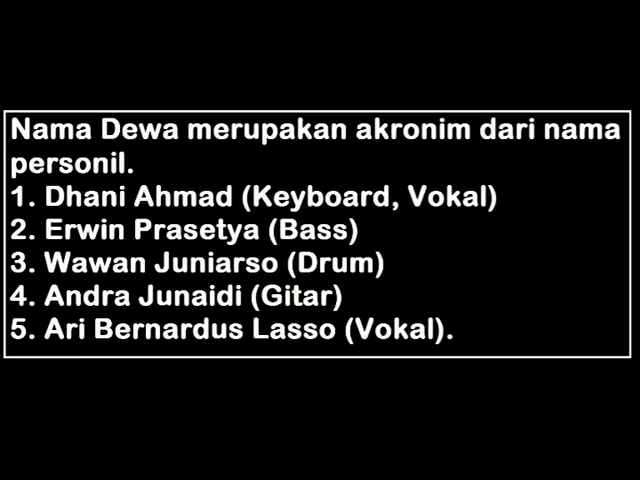 Nama Dewa merupakan akronim dari nama
personil.
1. Dhani Ahmad (Keyboard, Vokal)
2. Erwin Prasetya (Bass)
3. Wawan Juniarso (Drum)
4. Andra Junaidi (Gitar)
5. Ari Bernardus Lasso (Vokal).